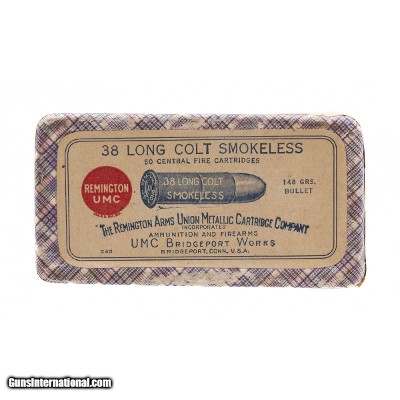 38 LONG COLT SMOKELESS
50 CENTRAL FIRE CARTRIDGES
REMINGTON
UMC
38 LONG COLT
SMOKELESS
148 GRS.
BULLET
"THE REMINGTON ARMS UNION METALLIC CARTRIDGE COMPANY
INCORPORATED
AMMUNITION AND FIREARMS
UMC BRIDGEPORT WORKS
BRIDGEPORT, CONN., U.S.A.
GunsInternational.com